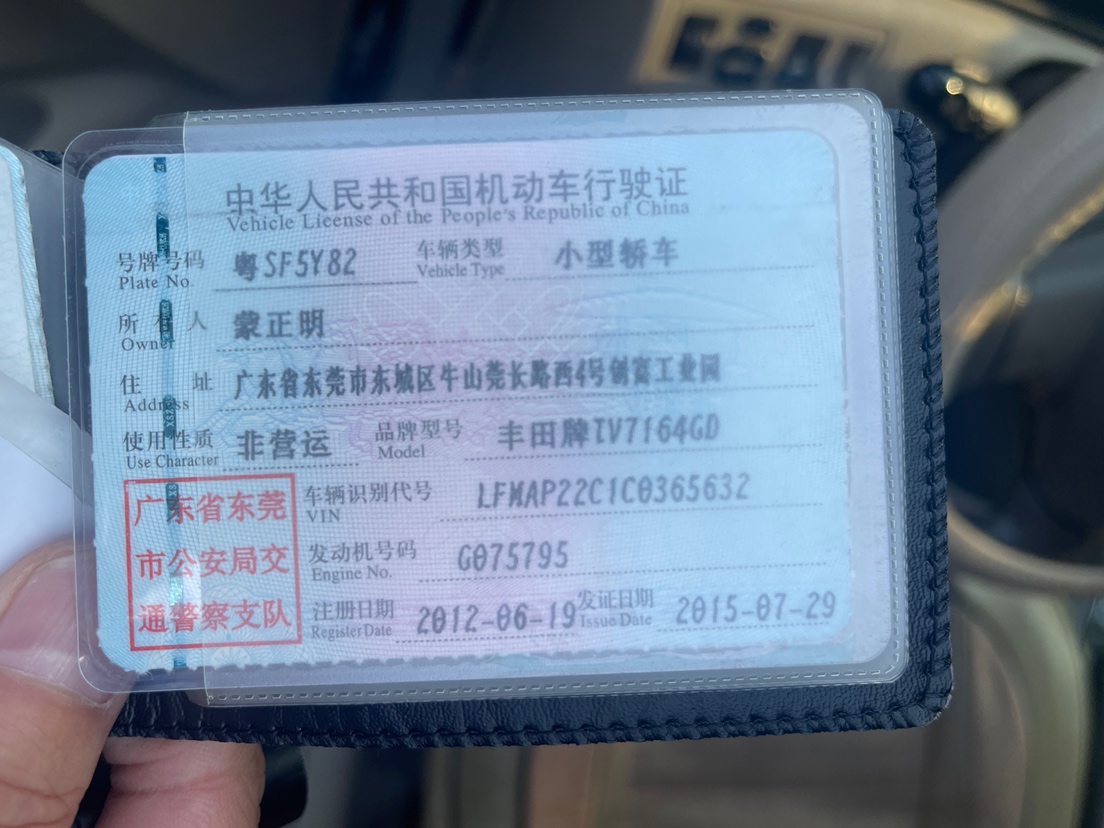 中华人民共和国机动车行驶证
Vehicle License of the People's Republic of China
号牌号码 粤SF5Y82 车辆类型 小型轿车
Plate No. Vehicle Type
所有人 蒙正明
Owner
住址 广东省东莞市东城区牛山莞长路西4号创富工业园
Address
使用性质 非营运 品牌型号 丰田牌TV7164GD
Use Character Model
广东省东莞 车辆识别代号 LFMAP22C1C0365632
VIN
市公安局交 发动机号码 G075795
Engine No.
通警察支队 注册日期 2012-06-19 发证日期 2015-07-29
Register Date Issue Date